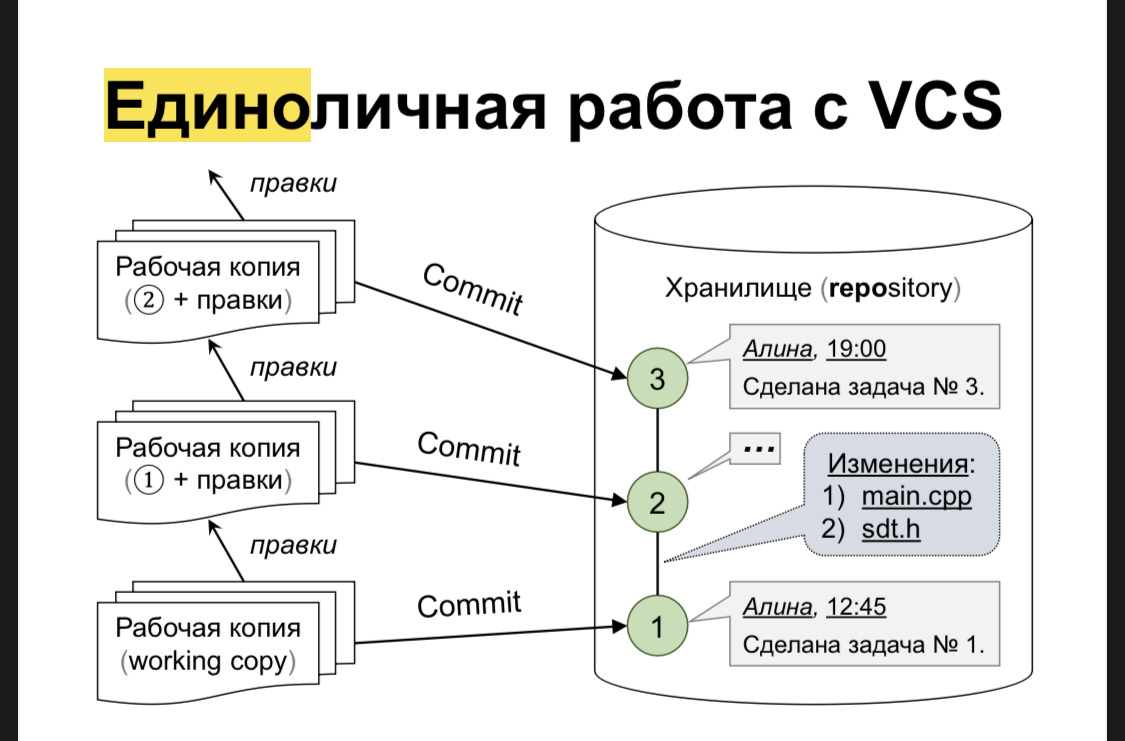 Единоличная работа с VCS
правки
Рабочая копия
(② + правки)
Commit
правки
Рабочая копия
(① + правки)
Commit
правки
Рабочая копия
(working copy)
Commit
Хранилище (repository)
3
Алина, 19:00
Сделана задача № 3.
...
2
Изменения:
1) main.cpp
2) sdt.h
1
Алина, 12:45
Сделана задача № 1.